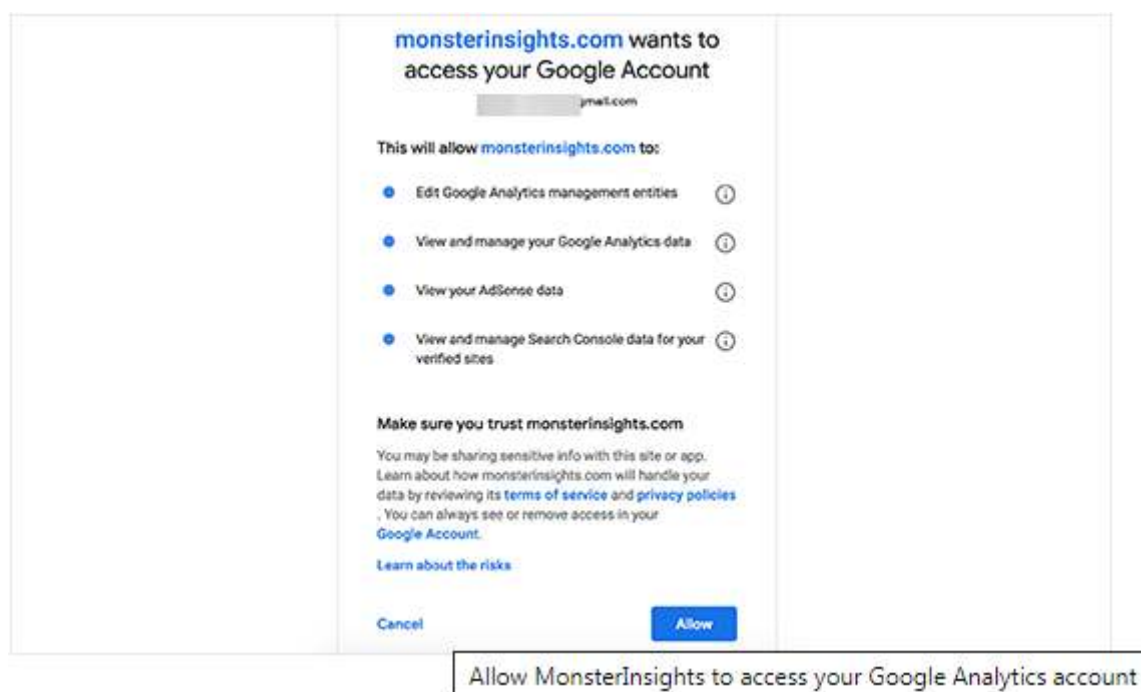 monsterinsights.com wants to
access your Google Account
gmail.com
This will allow monsterinsights.com to:
Edit Google Analytics management entities
View and manage your Google Analytics data
View your AdSense data
View and manage Search Console data for your
verified sites
Make sure you trust monsterinsights.com
You may be sharing sensitive info with this site or app.
Learn about how monsterinsights.com will handle your
data by reviewing its terms of service and privacy policies
. You can always see or remove access in your
Google Account.
Learn about the risks
Cancel
Allow
Allow MonsterInsights to access your Google Analytics account